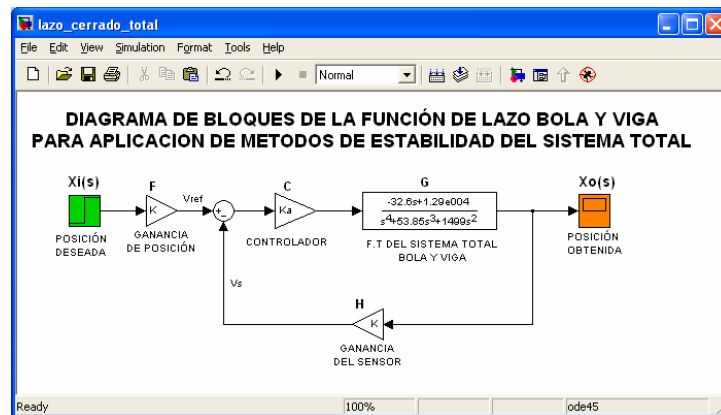 lazo_cerrado_total
File Edit View Simulation Format Tools Help
Normal
DIAGRAMA DE BLOQUES DE LA FUNCIÓN DE LAZO BOLA Y VIGA
PARA APLICACION DE METODOS DE ESTABILIDAD DEL SISTEMA TOTAL
Xi(s) F C G Xo(s)
Vref
K Ka -32.6s+1.29e004
s⁴+53.85s³+1499s²
POSICIÓN
DESEADA
GANANCIA
DE POSICIÓN
CONTROLADOR
F.T DEL SISTEMA TOTAL
BOLA Y VIGA
POSICIÓN
OBTENIDA
Vs
H
K
GANANCIA
DEL SENSOR
Ready 100% ode45